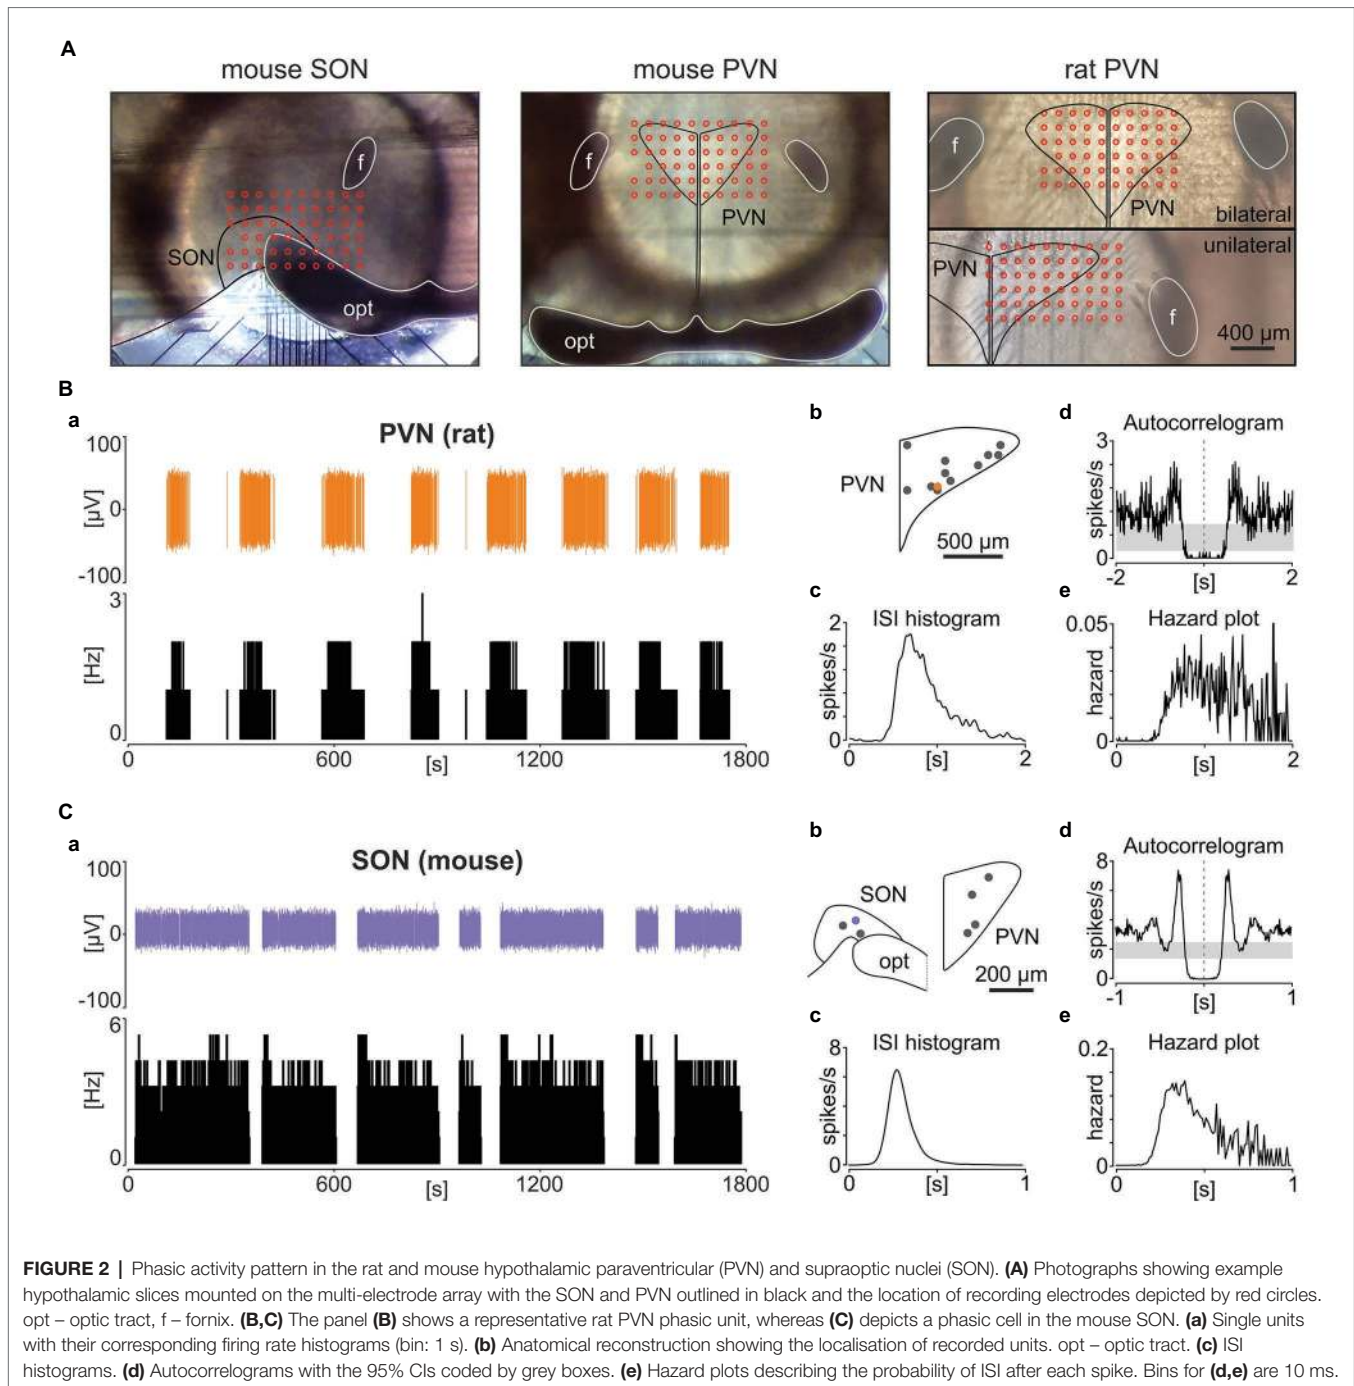 A
mouse SON
mouse PVN
rat PVN
f
SON
opt
f
PVN
opt
f
PVN
bilateral
unilateral
PVN
f
400 µm
B
a
PVN (rat)
100
[µV]
0
-100
3
[Hz]
0
0
600
[s]
1200
1800
b
PVN
500 µm
c
ISI histogram
2
spikes/s
0
0
[s]
2
d
Autocorrelogram
3
spikes/s
0
-2
[s]
2
e
Hazard plot
0.05
hazard
0
0
[s]
2
C
a
SON (mouse)
100
[µV]
0
-100
6
[Hz]
0
0
600
[s]
1200
1800
b
SON
opt
PVN
200 µm
c
ISI histogram
8
spikes/s
0
0
[s]
1
d
Autocorrelogram
8
spikes/s
0
-1
[s]
1
e
Hazard plot
0.2
hazard
0
0
[s]
1
FIGURE 2 | Phasic activity pattern in the rat and mouse hypothalamic paraventricular (PVN) and supraoptic nuclei (SON). (A) Photographs showing example
hypothalamic slices mounted on the multi-electrode array with the SON and PVN outlined in black and the location of recording electrodes depicted by red circles.
opt – optic tract, f – fornix. (B,C) The panel (B) shows a representative rat PVN phasic unit, whereas (C) depicts a phasic cell in the mouse SON. (a) Single units
with their corresponding firing rate histograms (bin: 1 s). (b) Anatomical reconstruction showing the localisation of recorded units. opt – optic tract. (c) ISI
histograms. (d) Autocorrelograms with the 95% CIs coded by grey boxes. (e) Hazard plots describing the probability of ISI after each spike. Bins for (d,e) are 10 ms.